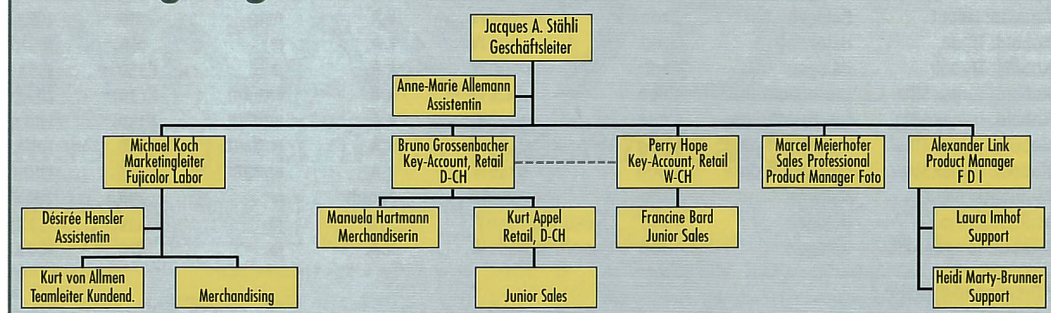 Jacques A. Stähli
Geschäftsleiter
Anne-Marie Allemann
Assistentin
Michael Koch
Marketingleiter
Fujicolor Labor
Bruno Grossenbacher
Key-Account, Retail
D-CH
Perry Hope
Key-Account, Retail
W-CH
Marcel Meierhofer
Sales Professional
Product Manager Foto
Alexander Link
Product Manager
F D I
Désirée Hensler
Assistentin
Manuela Hartmann
Merchandiserin
Kurt Appel
Retail, D-CH
Francine Bard
Junior Sales
Laura Imhof
Support
Kurt von Allmen
Teamleiter Kundend.
Merchandising
Junior Sales
Heidi Marty-Brunner
Support